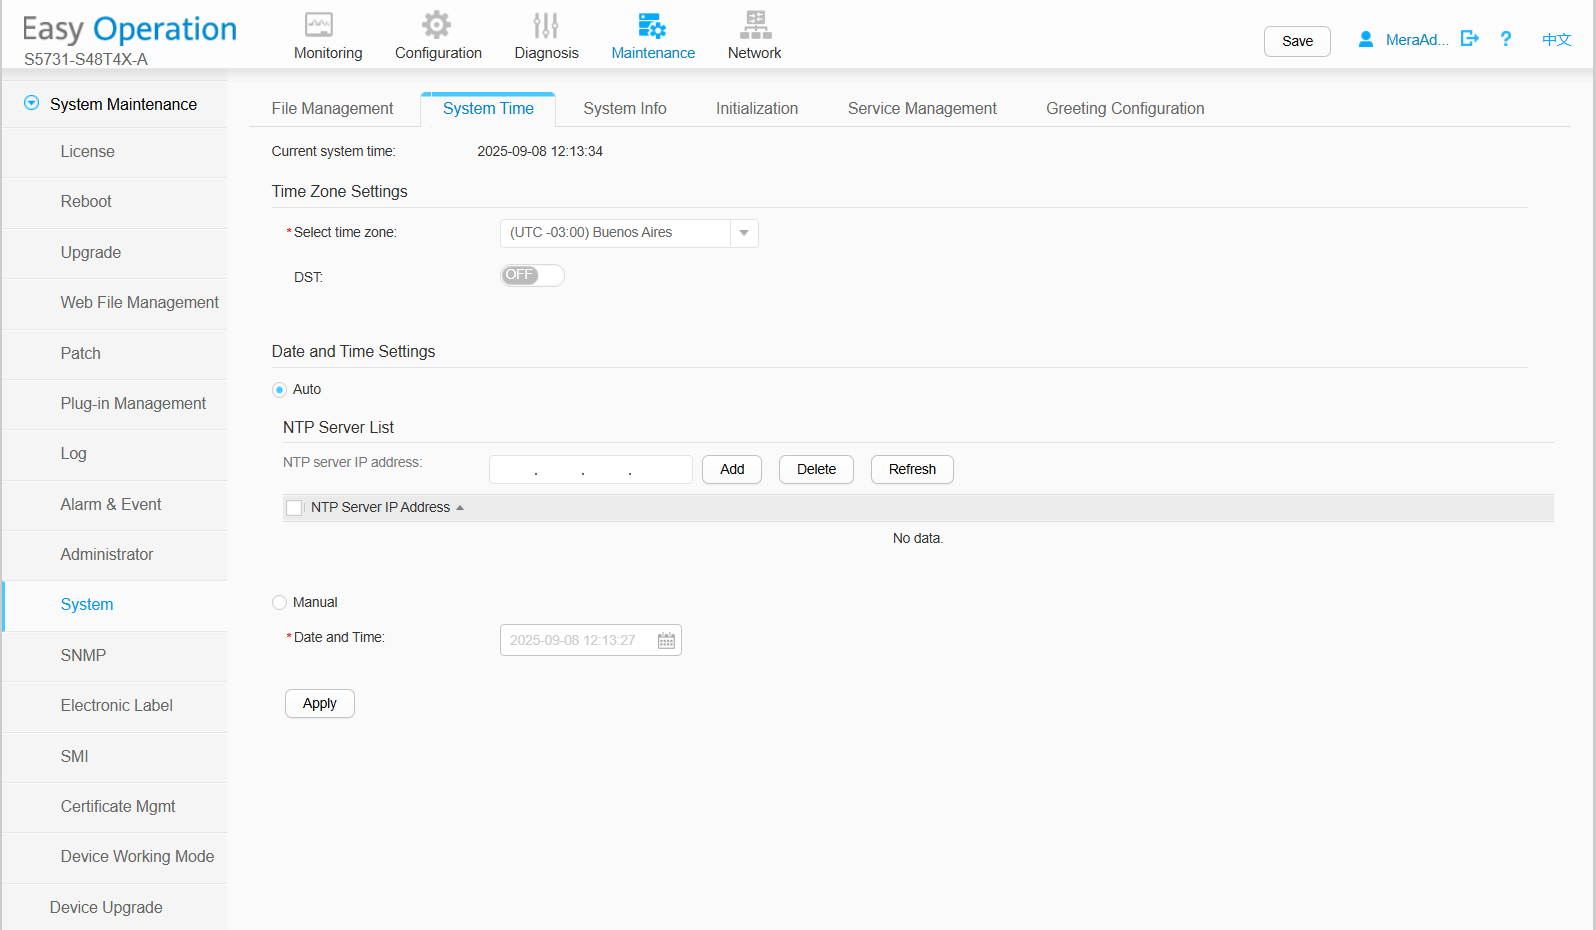 Easy Operation
S5731-S48T4X-A
Monitoring
Configuration
Diagnosis
Maintenance
Network
Save
MeraAd...
?
中文
System Maintenance
License
Reboot
Upgrade
Web File Management
Patch
Plug-in Management
Log
Alarm & Event
Administrator
System
SNMP
Electronic Label
SMI
Certificate Mgmt
Device Working Mode
Device Upgrade
File Management
System Time
System Info
Initialization
Service Management
Greeting Configuration
Current system time: 2025-09-08 12:13:34
Time Zone Settings
* Select time zone: (UTC -03:00) Buenos Aires
DST: OFF
Date and Time Settings
Auto
NTP Server List
NTP server IP address: . . . Add Delete Refresh
NTP Server IP Address
No data.
Manual
* Date and Time: 2025-09-08 12:13:27
Apply